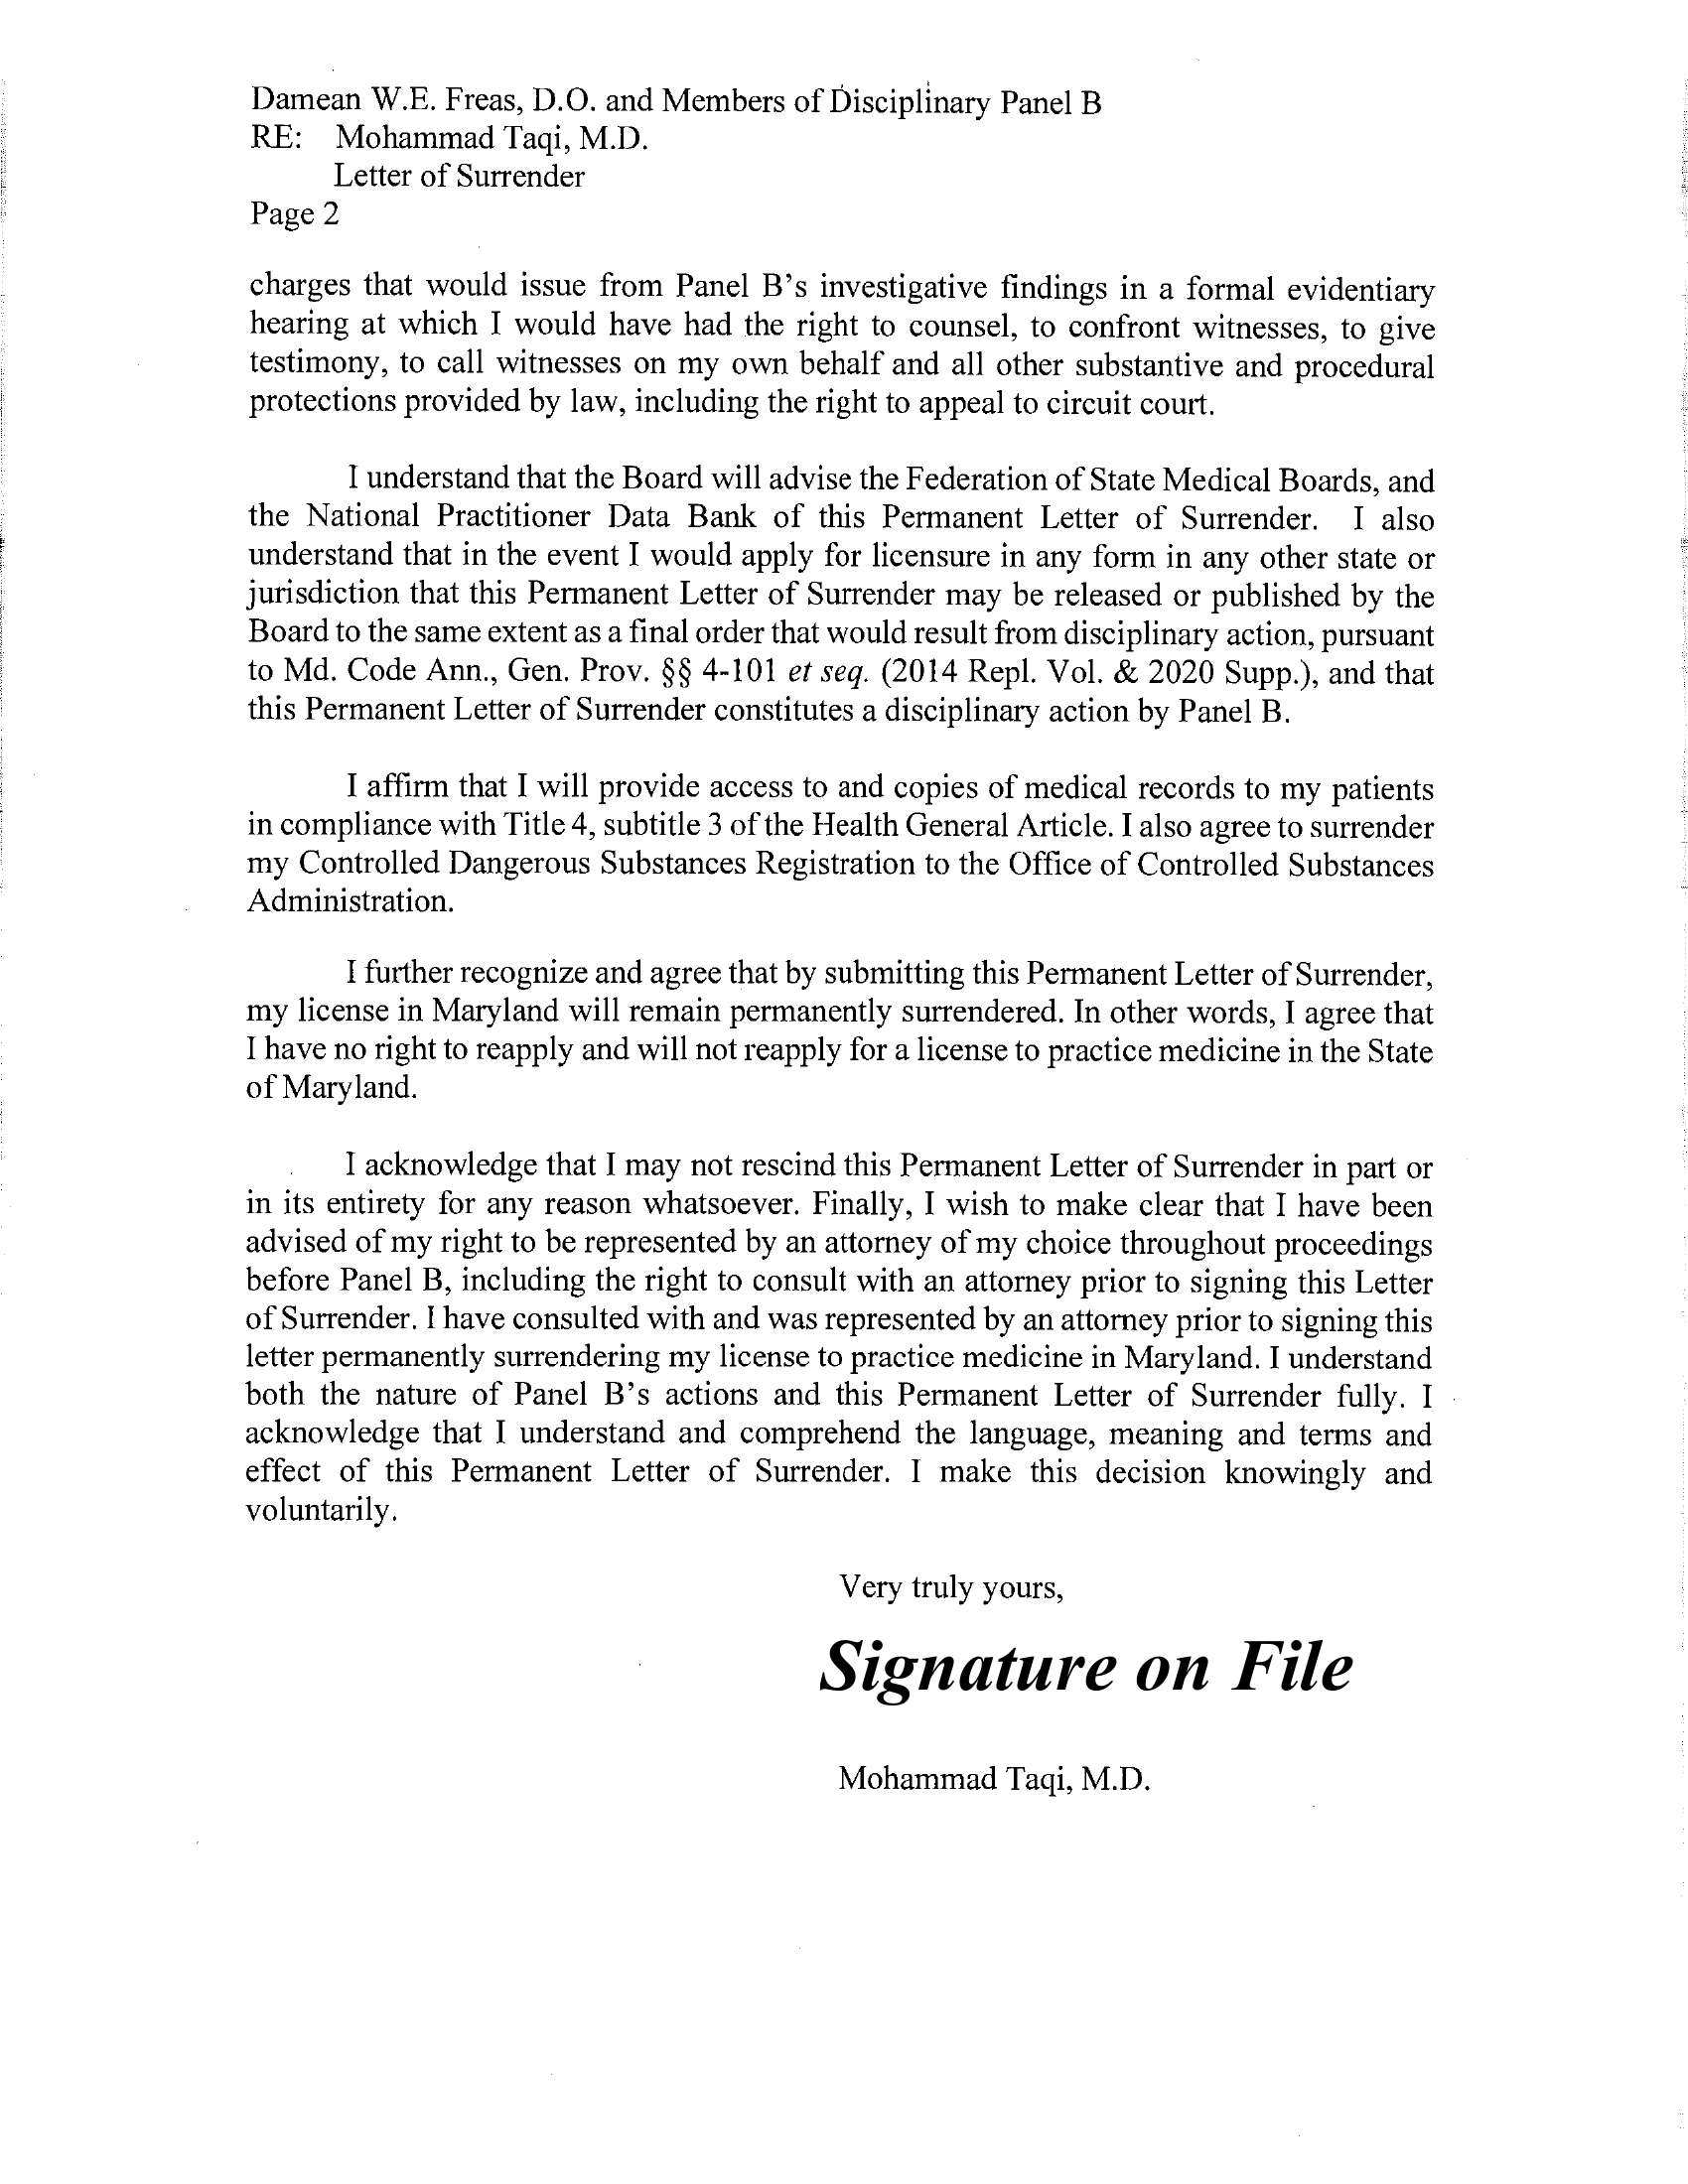 Damean W.E. Freas, D.O. and Members of Disciplinary Panel B
RE: Mohammad Taqi, M.D.
Letter of Surrender
Page 2
charges that would issue from Panel B's investigative findings in a formal evidentiary
hearing at which I would have had the right to counsel, to confront witnesses, to give
testimony, to call witnesses on my own behalf and all other substantive and procedural
protections provided by law, including the right to appeal to circuit court.
I understand that the Board will advise the Federation of State Medical Boards, and
the National Practitioner Data Bank of this Permanent Letter of Surrender. I also
understand that in the event I would apply for licensure in any form in any other state or
jurisdiction that this Permanent Letter of Surrender may be released or published by the
Board to the same extent as a final order that would result from disciplinary action, pursuant
to Md. Code Ann., Gen. Prov. §§ 4-101 et seq. (2014 Repl. Vol. & 2020 Supp.), and that
this Permanent Letter of Surrender constitutes a disciplinary action by Panel B.
I affirm that I will provide access to and copies of medical records to my patients
in compliance with Title 4, subtitle 3 of the Health General Article. I also agree to surrender
my Controlled Dangerous Substances Registration to the Office of Controlled Substances
Administration.
I further recognize and agree that by submitting this Permanent Letter of Surrender,
my license in Maryland will remain permanently surrendered. In other words, I agree that
I have no right to reapply and will not reapply for a license to practice medicine in the State
of Maryland.
I acknowledge that I may not rescind this Permanent Letter of Surrender in part or
in its entirety for any reason whatsoever. Finally, I wish to make clear that I have been
advised of my right to be represented by an attorney of my choice throughout proceedings
before Panel B, including the right to consult with an attorney prior to signing this Letter
of Surrender. I have consulted with and was represented by an attorney prior to signing this
letter permanently surrendering my license to practice medicine in Maryland. I understand
both the nature of Panel B's actions and this Permanent Letter of Surrender fully. I
acknowledge that I understand and comprehend the language, meaning and terms and
effect of this Permanent Letter of Surrender. I make this decision knowingly and
voluntarily.
Very truly yours,
Signature on File
Mohammad Taqi, M.D.